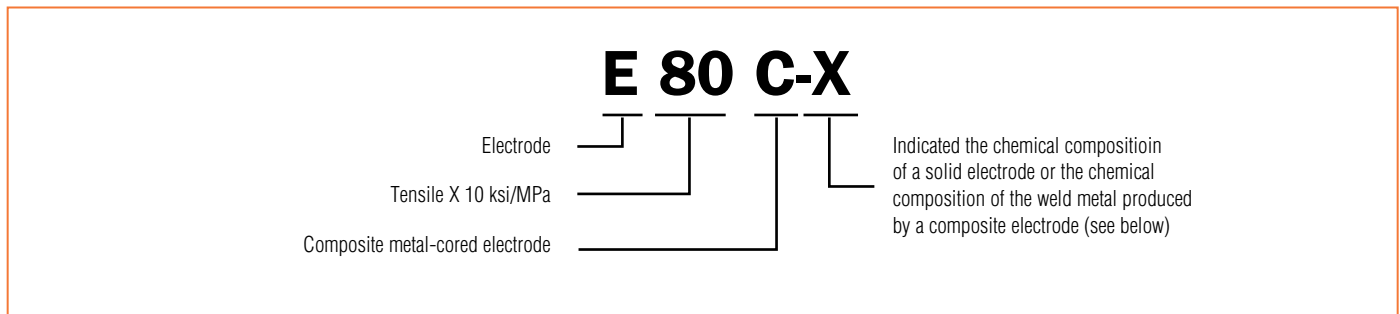 E 80 C-X
Electrode
Tensile X 10 ksi/MPa
Composite metal-cored electrode
Indicated the chemical compositioin
of a solid electrode or the chemical
composition of the weld metal produced
by a composite electrode (see below)